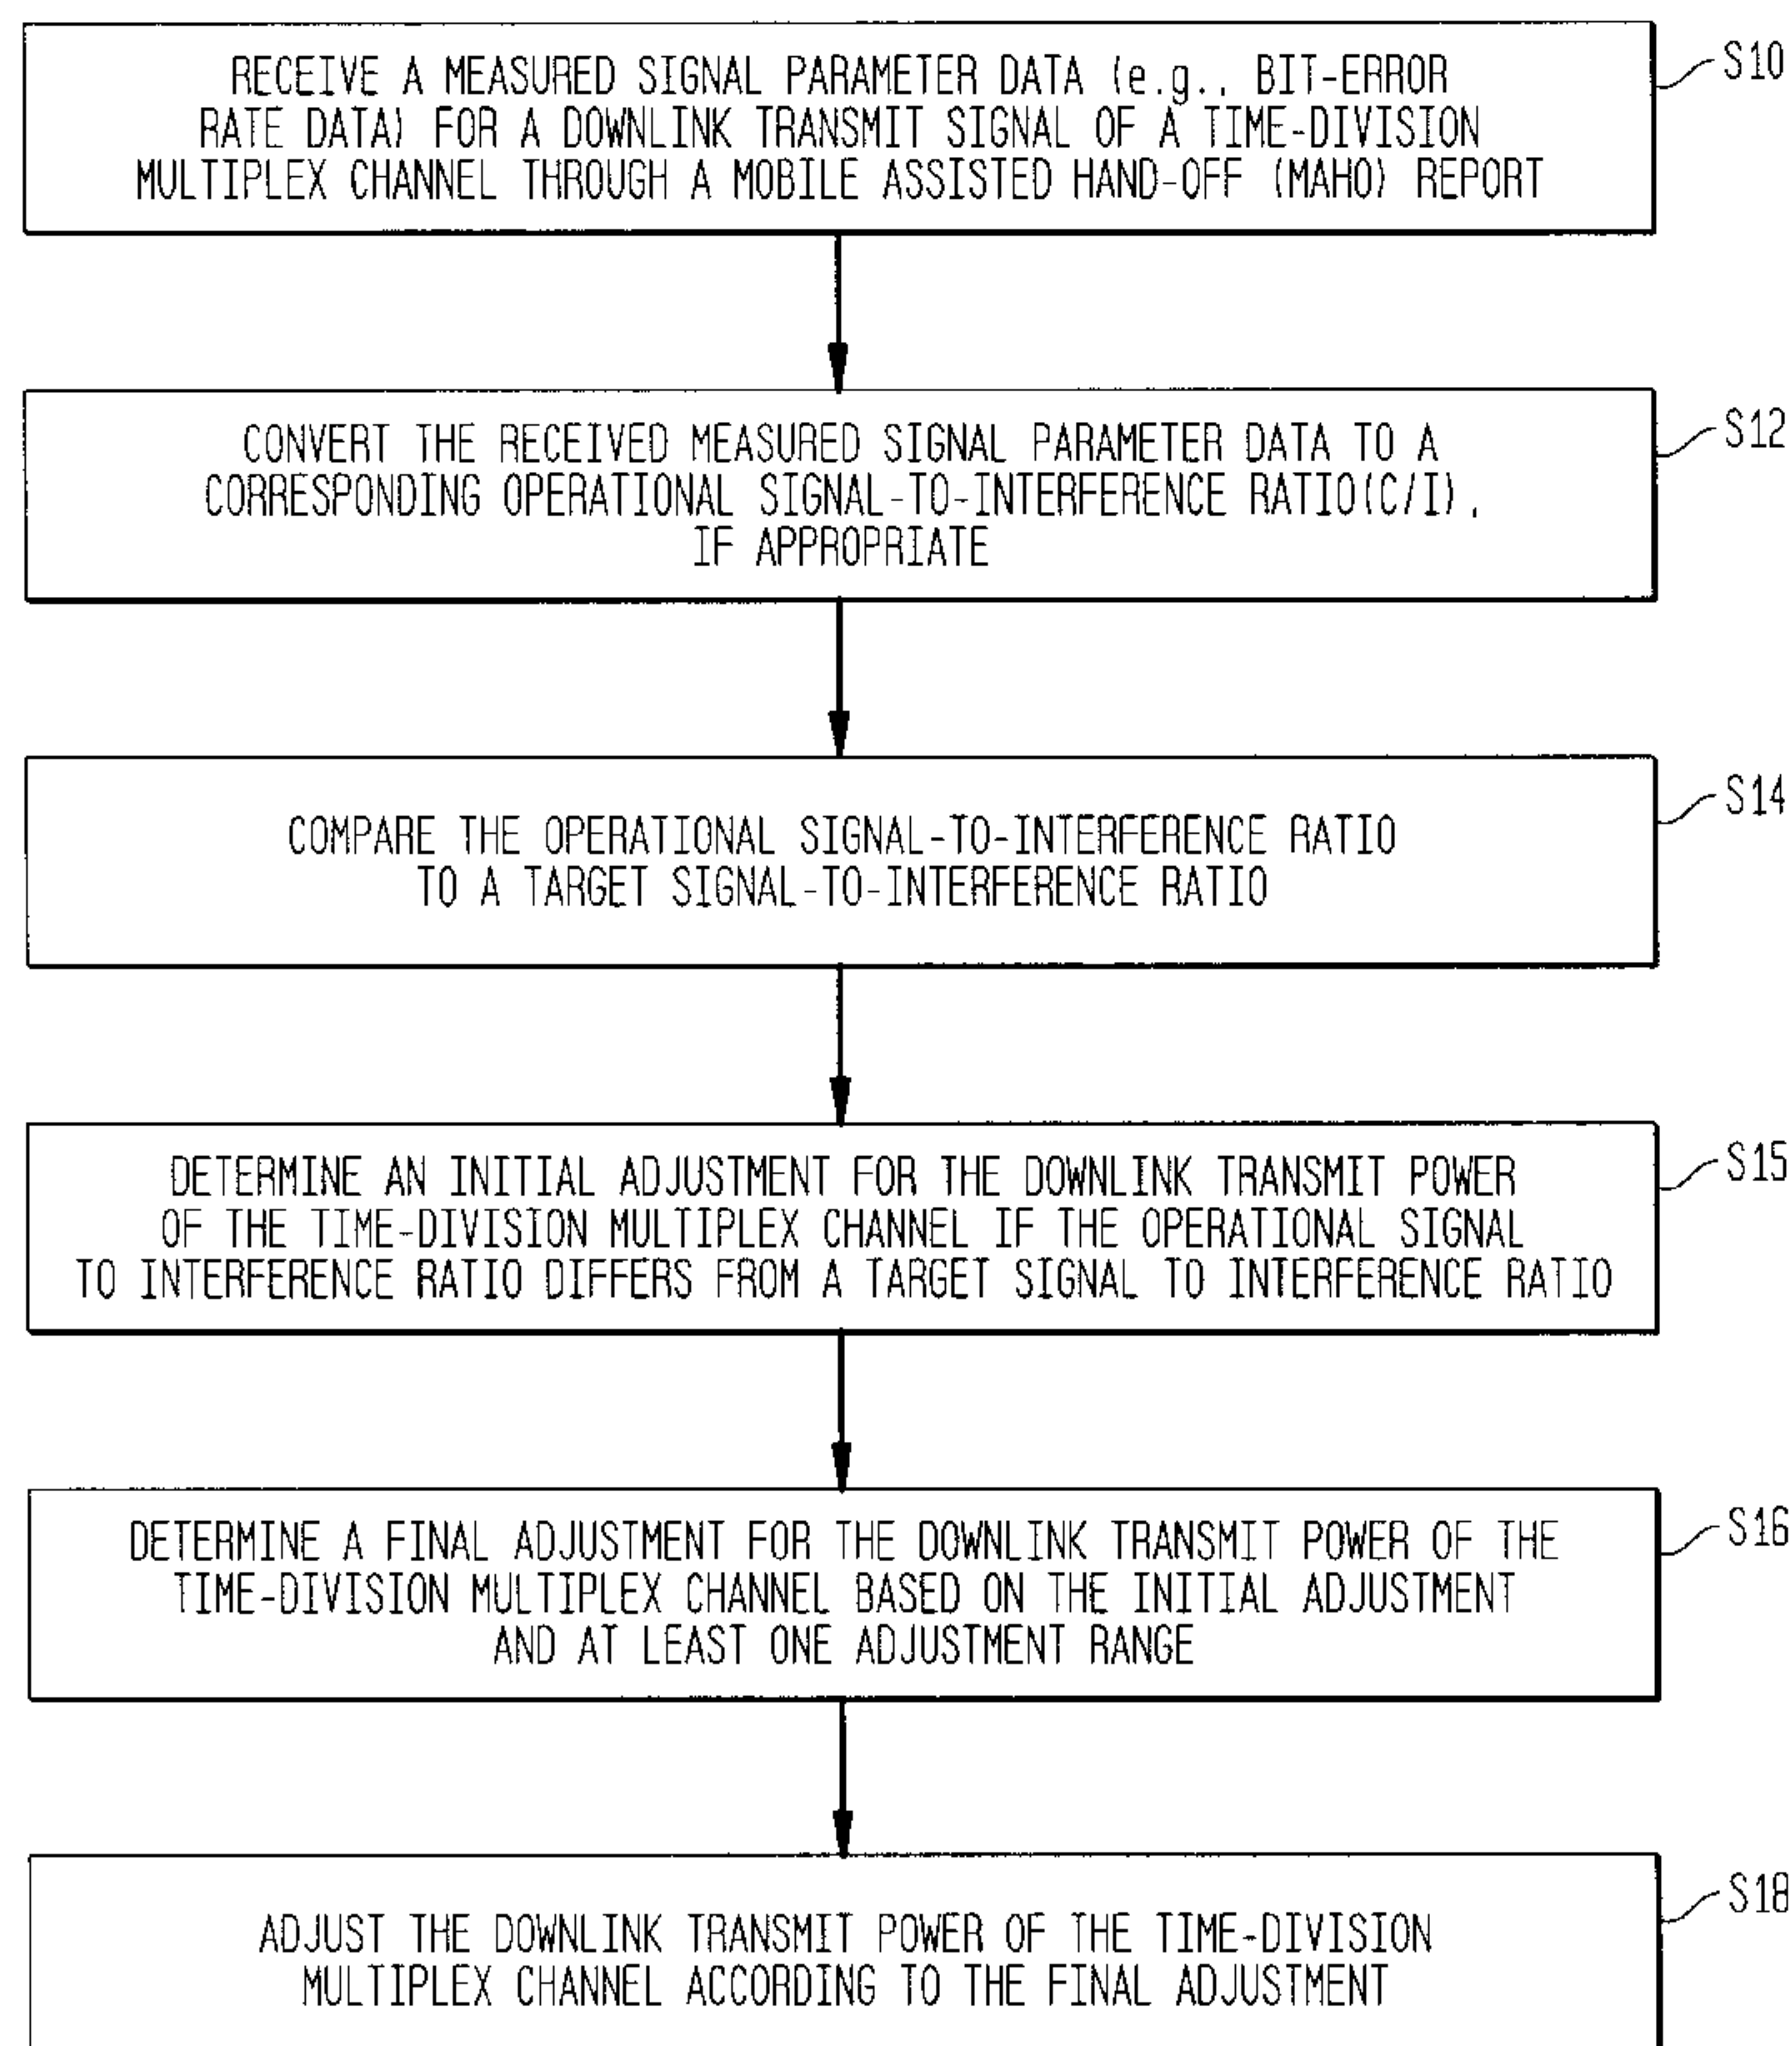 RECEIVE A MEASURED SIGNAL PARAMETER DATA (e.g., BIT-ERROR
RATE DATA) FOR A DOWNLINK TRANSMIT SIGNAL OF A TIME-DIVISION
MULTIPLEX CHANNEL THROUGH A MOBILE ASSISTED HAND-OFF (MAHO) REPORT
S10
CONVERT THE RECEIVED MEASURED SIGNAL PARAMETER DATA TO A
CORRESPONDING OPERATIONAL SIGNAL-TO-INTERFERENCE RATIO(C/I),
IF APPROPRIATE
S12
COMPARE THE OPERATIONAL SIGNAL-TO-INTERFERENCE RATIO
TO A TARGET SIGNAL-TO-INTERFERENCE RATIO
S14
DETERMINE AN INITIAL ADJUSTMENT FOR THE DOWNLINK TRANSMIT POWER
OF THE TIME-DIVISION MULTIPLEX CHANNEL IF THE OPERATIONAL SIGNAL
TO INTERFERENCE RATIO DIFFERS FROM A TARGET SIGNAL TO INTERFERENCE RATIO
S15
DETERMINE A FINAL ADJUSTMENT FOR THE DOWNLINK TRANSMIT POWER OF THE
TIME-DIVISION MULTIPLEX CHANNEL BASED ON THE INITIAL ADJUSTMENT
AND AT LEAST ONE ADJUSTMENT RANGE
S16
ADJUST THE DOWNLINK TRANSMIT POWER OF THE TIME-DIVISION
MULTIPLEX CHANNEL ACCORDING TO THE FINAL ADJUSTMENT
S18